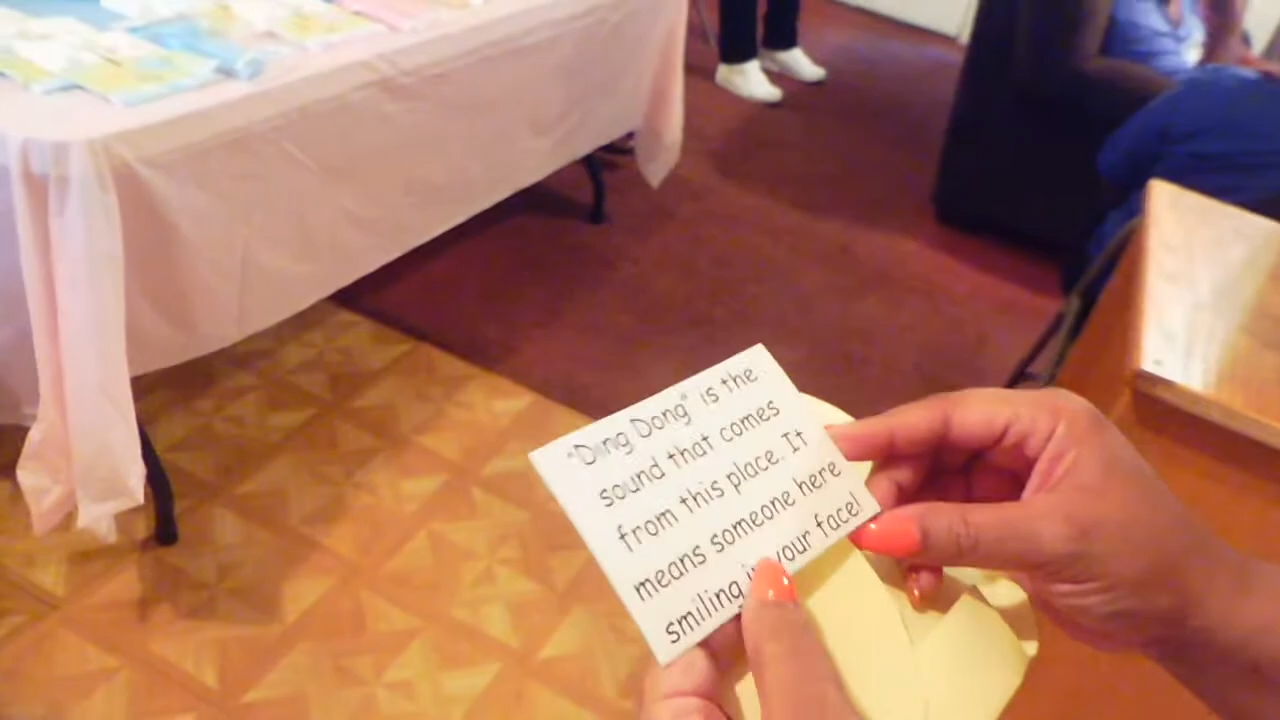 "Ding Dong" is the
sound that comes
from this place. It
means someone here
smiling your face!